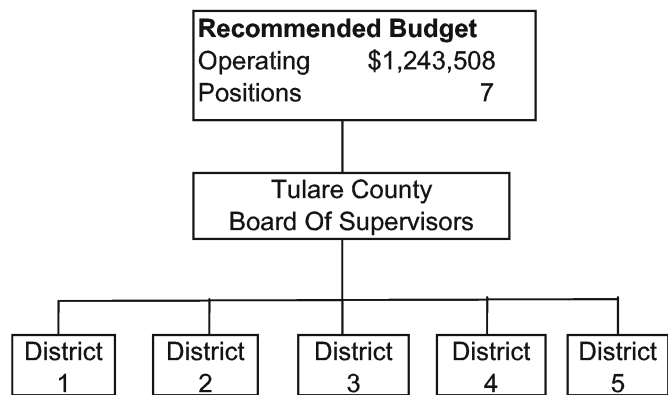 Recommended Budget
Operating $1,243,508
Positions 7
Tulare County
Board Of Supervisors
District District District District District
1 2 3 4 5